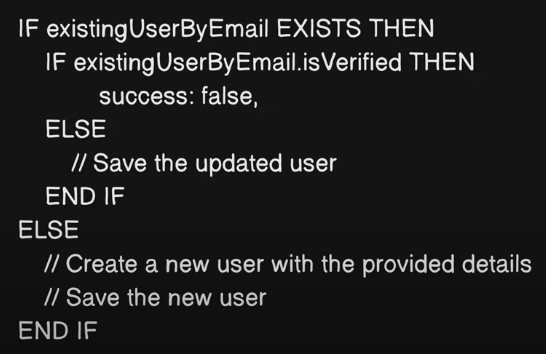 IF existingUserByEmail EXISTS THEN
IF existingUserByEmail.isVerified THEN
success: false,
ELSE
// Save the updated user
END IF
ELSE
// Create a new user with the provided details
// Save the new user
END IF